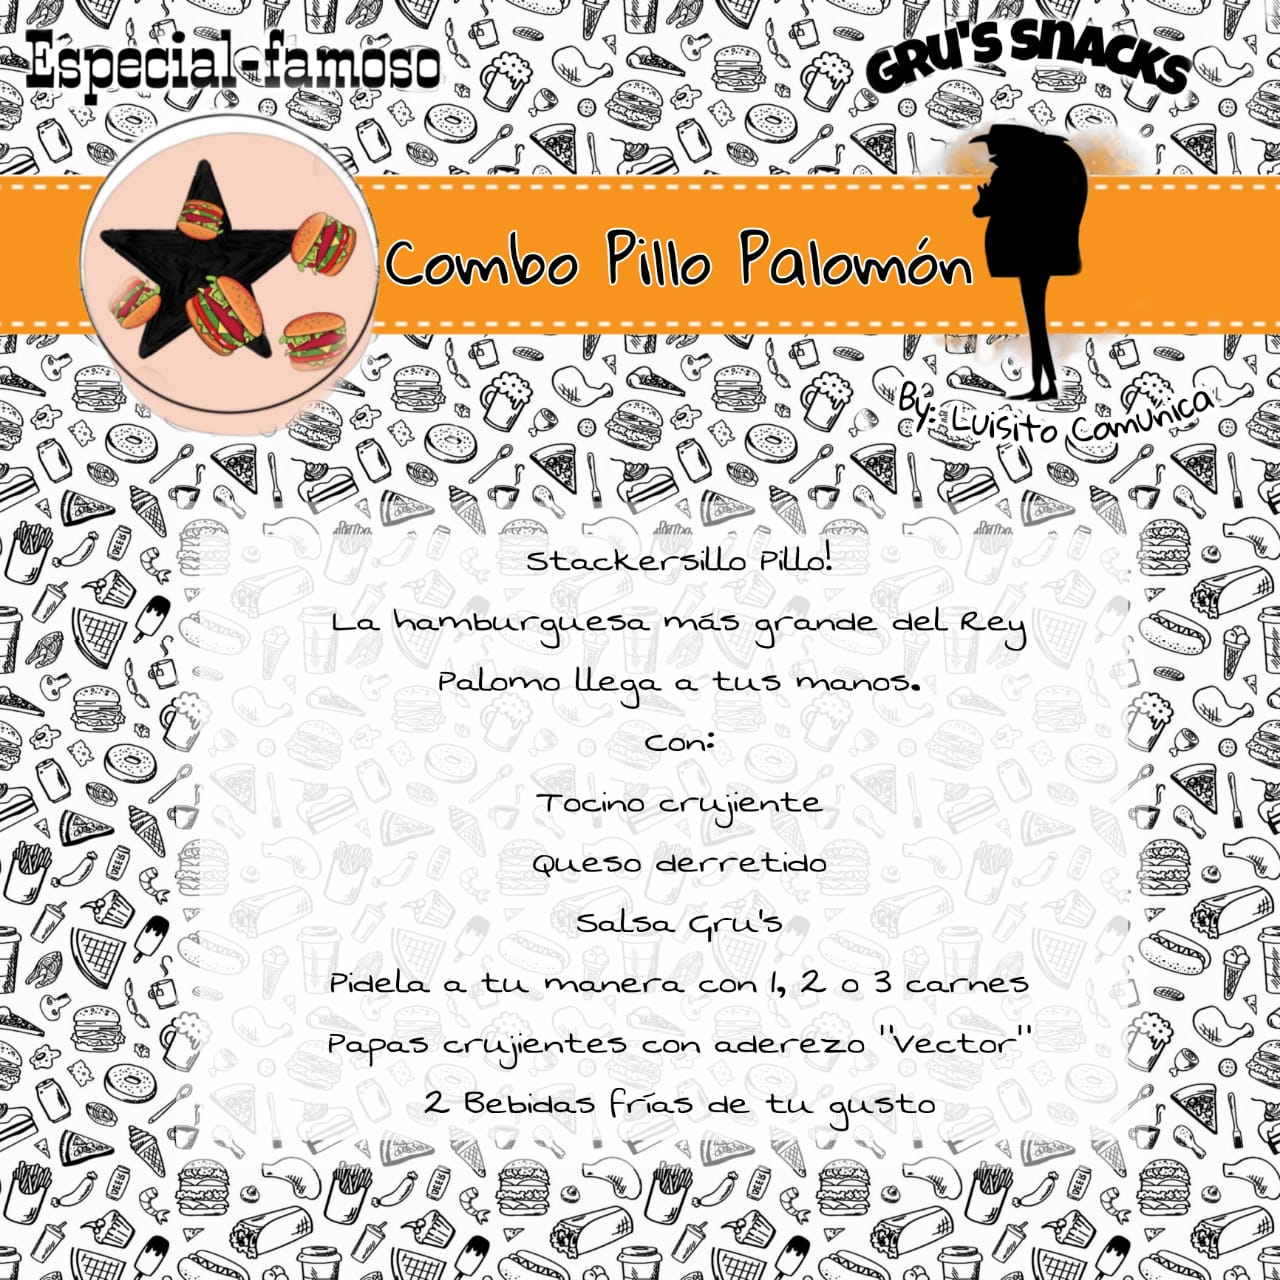 Especial-famoso
GRU'S SNACKS
Combo Pillo Palomón
By: Luisito Comunica
Stackersillo Pillo!
La hamburguesa más grande del Rey
Palomo llega a tus manos.
Con:
Tocino crujiente
Queso derretido
Salsa Gru's
Pidela a tu manera con 1, 2 o 3 carnes
Papas crujientes con aderezo "Vector"
2 Bebidas frías de tu gusto